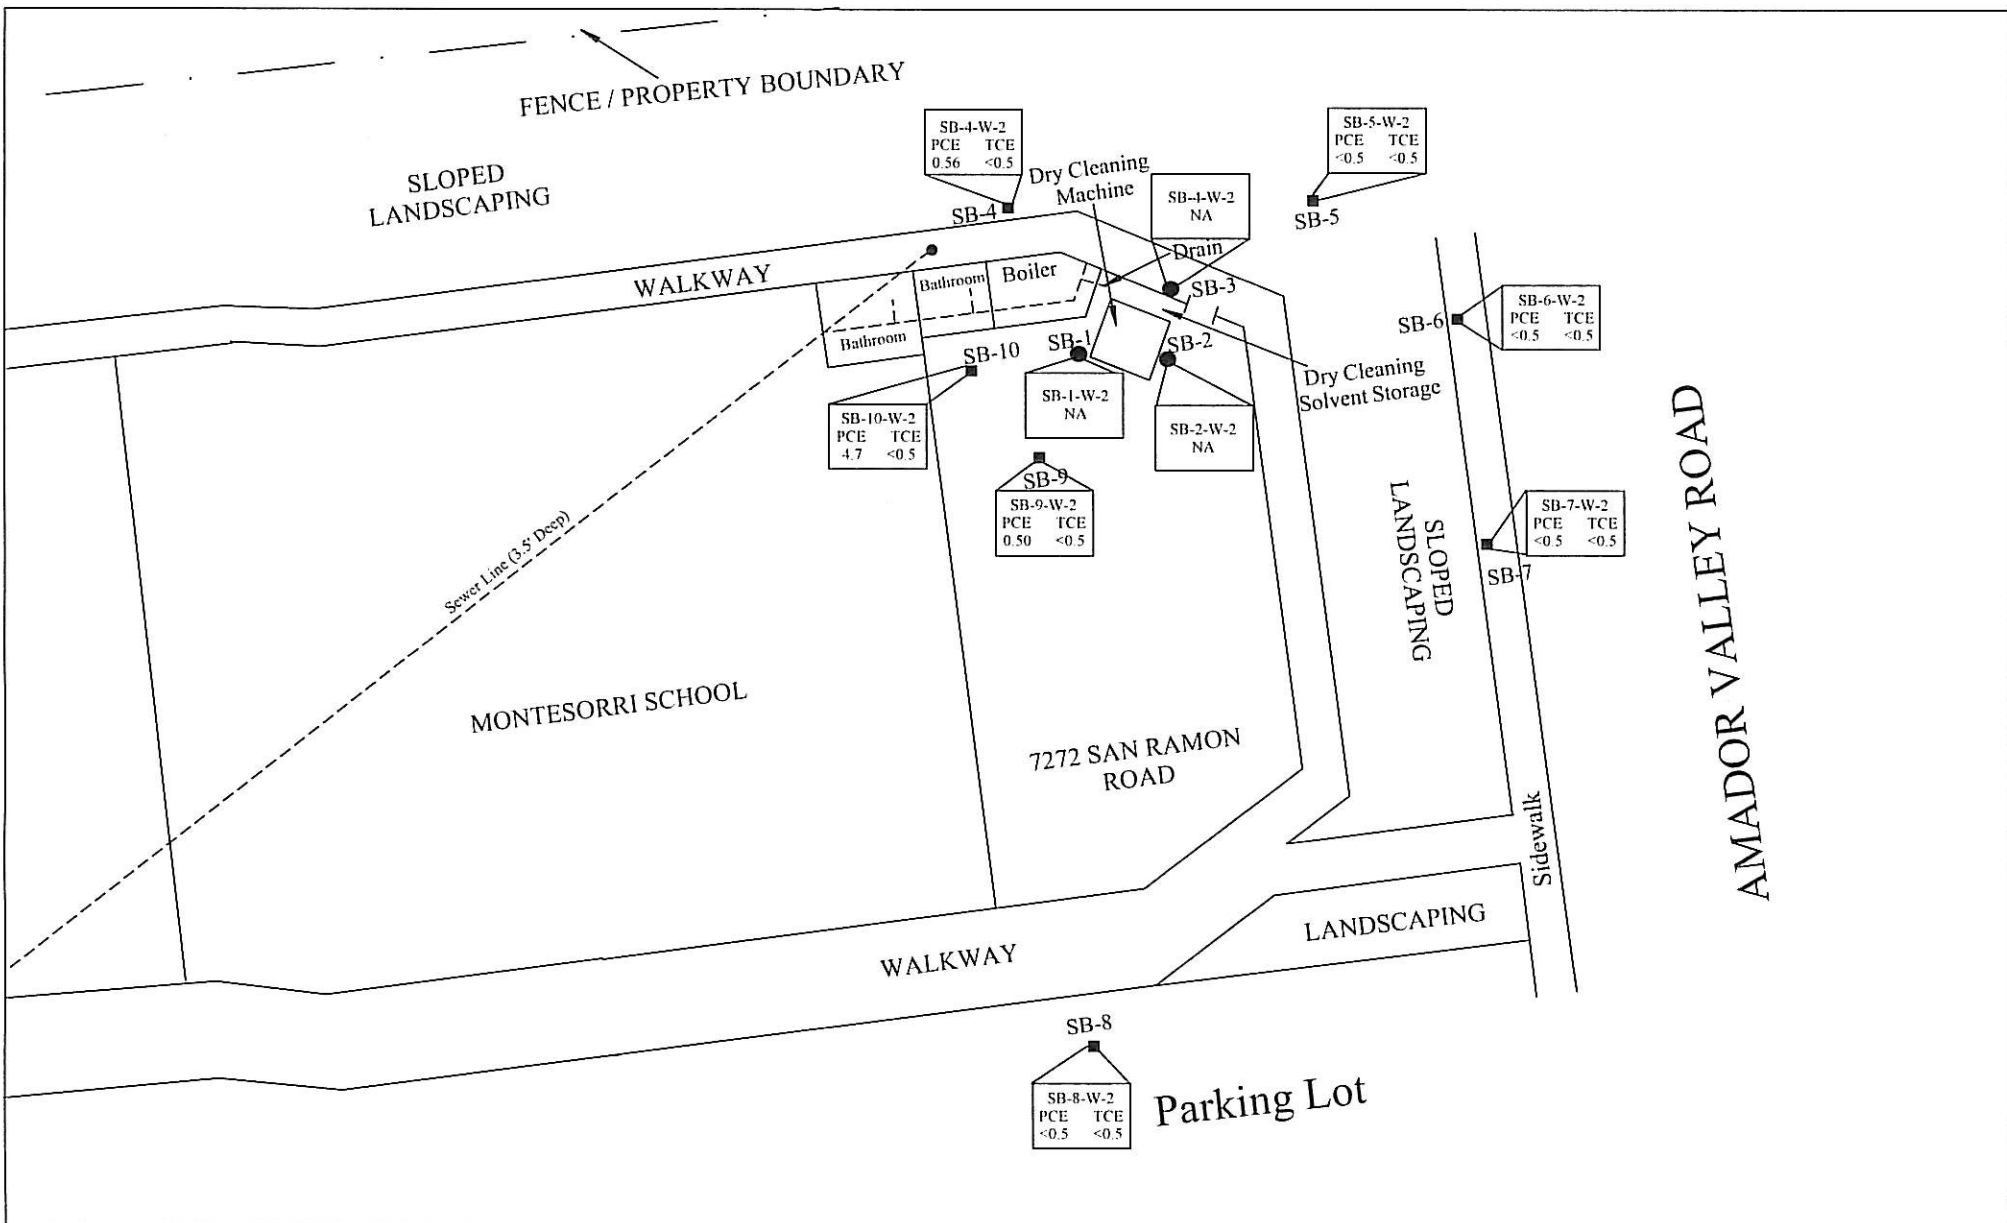 FENCE / PROPERTY BOUNDARY
SLOPED
LANDSCAPING
SB-4-W-2
PCE TCE
0.56 <0.5
SB-4
Dry Cleaning
Machine
SB-4-W-2
NA
Drain
SB-3
SB-5-W-2
PCE TCE
<0.5 <0.5
SB-5
WALKWAY
Bathroom
Boiler
Bathroom
SB-10
SB-1
SB-2
SB-10-W-2
PCE TCE
4.7 <0.5
SB-1-W-2
NA
SB-2-W-2
NA
Dry Cleaning
Solvent Storage
SB-6
SB-6-W-2
PCE TCE
<0.5 <0.5
SB-9
SB-9-W-2
PCE TCE
0.50 <0.5
SB-7-W-2
PCE TCE
<0.5 <0.5
SB-7
SLOPED
LANDSCAPING
AMADOR VALLEY ROAD
Sewer Line (3.5' Deep)
MONTESORRI SCHOOL
7272 SAN RAMON
ROAD
Sidewalk
LANDSCAPING
WALKWAY
SB-8
SB-8-W-2
PCE TCE
<0.5 <0.5
Parking Lot